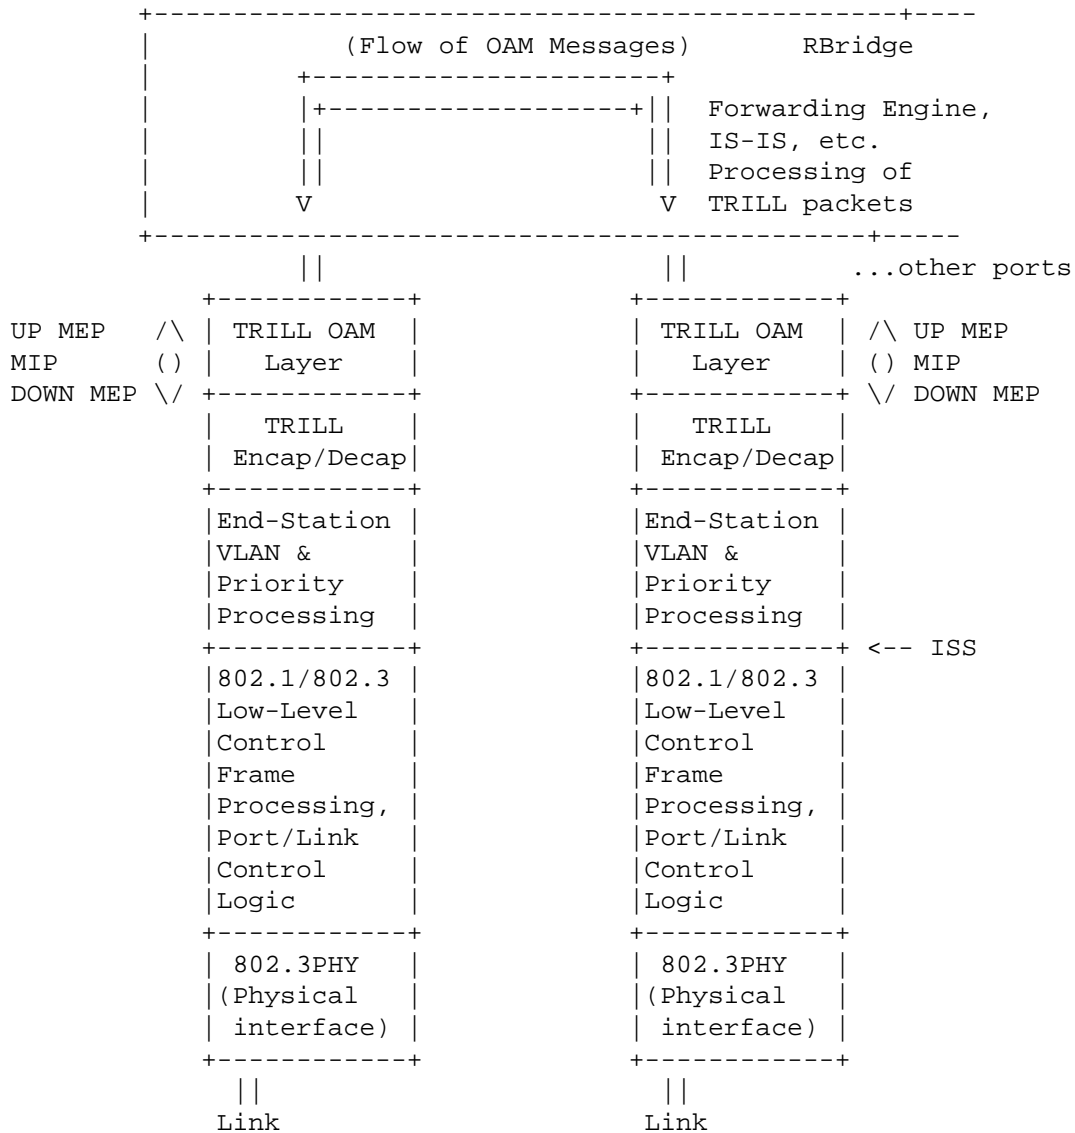 (Flow of OAM Messages) RBridge
Forwarding Engine,
IS-IS, etc.
Processing of
V V TRILL packets
...other ports
UP MEP /\ TRILL OAM TRILL OAM /\ UP MEP
MIP () Layer Layer () MIP
DOWN MEP \/ \/ DOWN MEP
TRILL TRILL
Encap/Decap Encap/Decap
End-Station End-Station
VLAN & VLAN &
Priority Priority
Processing Processing
<-- ISS
802.1/802.3 802.1/802.3
Low-Level Low-Level
Control Control
Frame Frame
Processing, Processing,
Port/Link Port/Link
Control Control
Logic Logic
802.3PHY 802.3PHY
(Physical (Physical
interface) interface)
Link Link